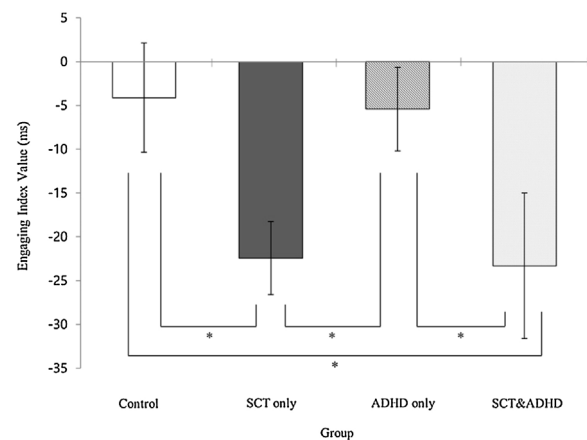 5
0
-5
-10
-15
-20
-25
-30
-35
Engaging Index Value (ms)
* * *
*
Control SCT only ADHD only SCT&ADHD
Group